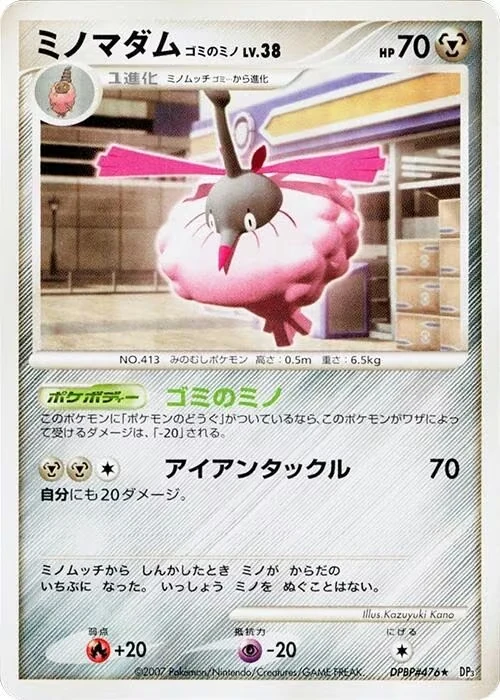 ミノマダム ゴミのミノ LV.38 HP 70
1進化 ミノムッチ ゴミ… から進化
NO.413 みのむしポケモン 高さ:0.5m 重さ:6.5kg
ポケボディー ゴミのミノ
このポケモンに「ポケモンのどうぐ」がついているなら、このポケモンがワザによっ
て受けるダメージは、「-20」される。
アイアンタックル 70
自分にも20ダメージ。
ミノムッチから しんかしたとき ミノが からだの
いちぶに なった。 いっしょう ミノを ぬぐことはない。
Illus.Kazuyuki Kano
弱点 抵抗力 にげる
+20 -20
DPBP#476★ DP3
©2007 Pokémon/Nintendo/Creatures/GAME FREAK.